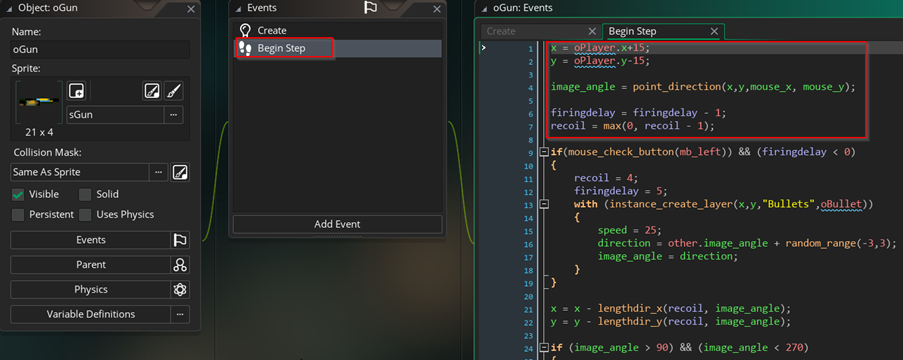 Object: oGun
Name:
oGun
Sprite:
sGun
21 x 4
Collision Mask:
Same As Sprite
Visible
Solid
Persistent
Uses Physics
Events
Parent
Physics
Variable Definitions
Events
Create
Begin Step
Add Event
oGun: Events
Create
Begin Step
1 x = oPlayer.x+15;
2 y = oPlayer.y-15;
3
4 image_angle = point_direction(x,y,mouse_x, mouse_y);
5
6 firingdelay = firingdelay - 1;
7 recoil = max(0, recoil - 1);
8
9 if(mouse_check_button(mb_left)) && (firingdelay < 0)
10 {
11 recoil = 4;
12 firingdelay = 5;
13 with (instance_create_layer(x,y,"Bullets",oBullet))
14 {
15 speed = 25;
16 direction = other.image_angle + random_range(-3,3);
17 image_angle = direction;
18 }
19 }
20
21 x = x - lengthdir_x(recoil, image_angle);
22 y = y - lengthdir_y(recoil, image_angle);
23
24 if (image_angle > 90) && (image_angle < 270)